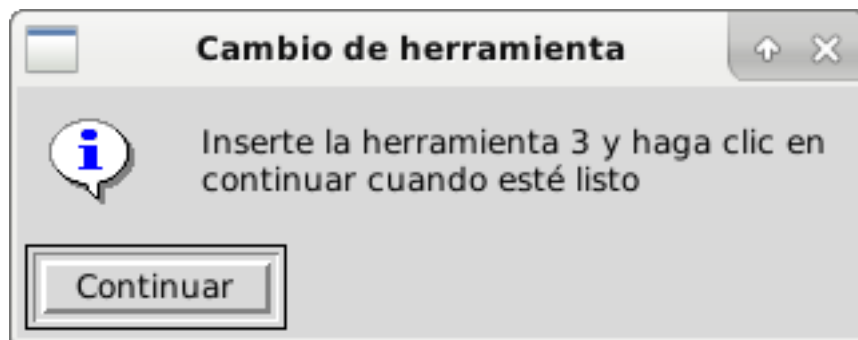 Cambio de herramienta
Inserte la herramienta 3 y haga clic en
continuar cuando esté listo
Continuar